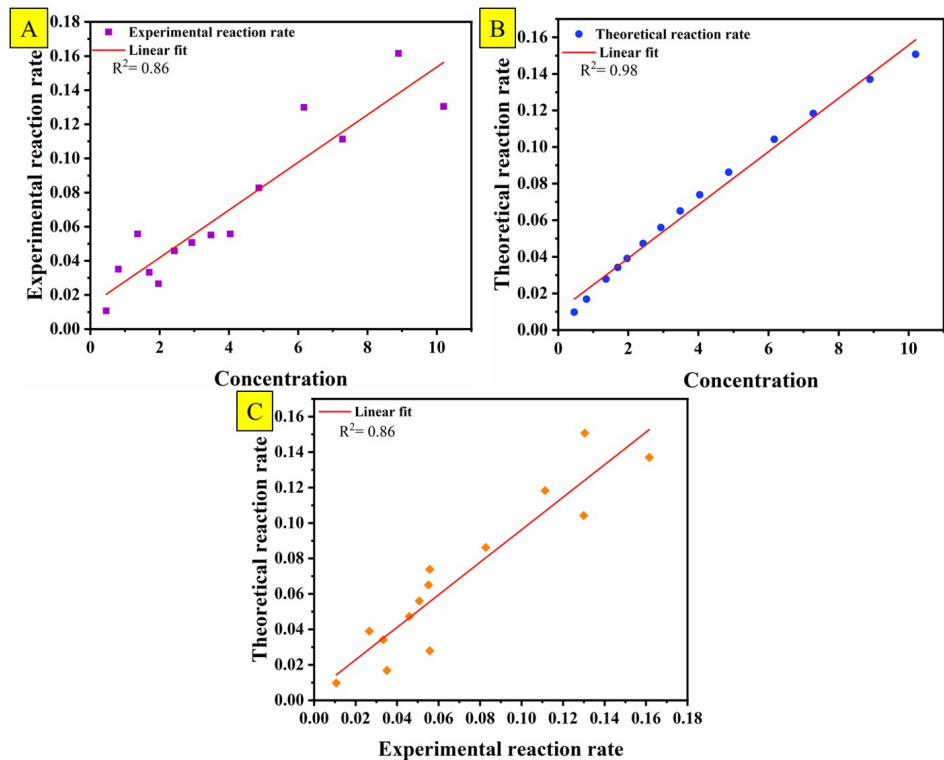 A
Experimental reaction rate
Linear fit
R²= 0.86
0.18
0.16
0.14
0.12
0.10
0.08
0.06
0.04
0.02
0.00
Experimental reaction rate
0 2 4 6 8 10
Concentration
B
Theoretical reaction rate
Linear fit
R²= 0.98
0.16
0.14
0.12
0.10
0.08
0.06
0.04
0.02
0.00
Theoretical reaction rate
0 2 4 6 8 10
Concentration
C
Linear fit
R²= 0.86
0.16
0.14
0.12
0.10
0.08
0.06
0.04
0.02
0.00
Theoretical reaction rate
0.00 0.02 0.04 0.06 0.08 0.10 0.12 0.14 0.16 0.18
Experimental reaction rate